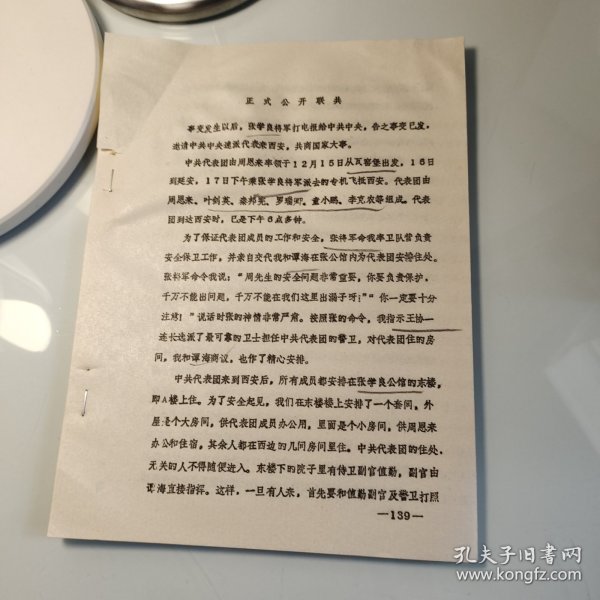 正式公开联共
事变发生以后，张学良将军打电报给中共中央，告之事变已发，
邀请中共中央速派代表来西安，共商国家大事。
中共代表团由周恩来率领于12月15日从瓦窑堡出发，16日
到延安，17日下午乘张学良将军派去的专机飞抵西安。代表团由
周恩来、叶剑英、秦邦宪、罗瑞卿、童小鹏、李克农等组成。代表
团到达西安时，已是下午6点多钟。
为了保证代表团成员的工作和安全，张将军命我率卫队营负责
安全保卫工作，并亲自交代我和谭海在张公馆内为代表团安排住处。
张将军命令我说：“周先生的安全问题非常重要，你要负责保护，
千万不能出问题，千万不能在我们这里出漏子呀！”“你一定要十分
注意！”说话时张的神情非常严肃。按照张的命令，我指示王协一
连长选派了最可靠的卫士担任中共代表团的警卫，对代表团住的房
间，我和谭海商议，也作了精心安排。
中共代表团来到西安后，所有成员都安排在张学良公馆的东楼，
即A楼上住。为了安全起见，我们在东楼楼上安排了一个套间，外
屋是个大房间，供代表团成员办公用，里面是个小房间，供周恩来
办公和住宿，其余人都在西边的几间房间里住。中共代表团的住处，
无关的人不得随便进入。东楼下的院子里有侍卫副官值勤，副官由
谭海直接指挥。这样，一旦有人来，首先要和值勤副官及警卫打照
—139—
孔夫子旧书网
www.kongfz.com